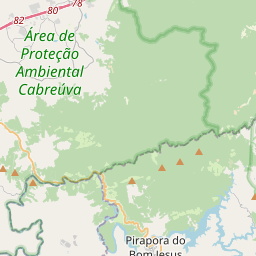 78
80
82
Área de
Proteção
Ambiental
Cabreúva
Pirapora do
Bom Jesus